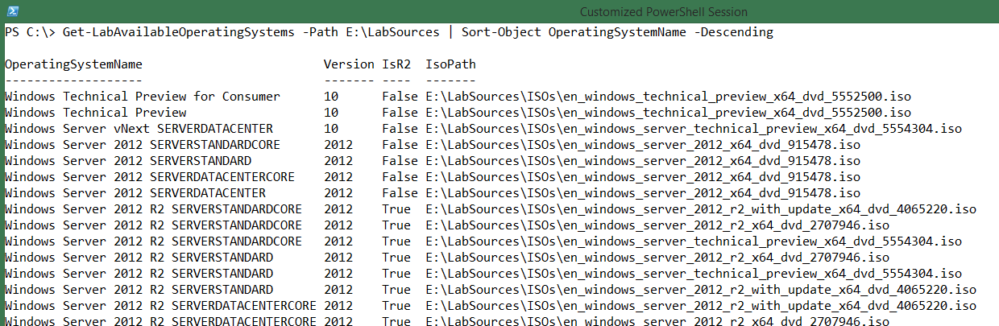 Customized PowerShell Session
PS C:\> Get-LabAvailableOperatingSystems -Path E:\LabSources | Sort-Object OperatingSystemName -Descending
OperatingSystemName Version IsR2 IsoPath
------------------- ------- ---- -------
Windows Technical Preview for Consumer 10 False E:\LabSources\ISOs\en_windows_technical_preview_x64_dvd_5552500.iso
Windows Technical Preview 10 False E:\LabSources\ISOs\en_windows_technical_preview_x64_dvd_5552500.iso
Windows Server vNext SERVERDATACENTER 10 False E:\LabSources\ISOs\en_windows_server_technical_preview_x64_dvd_5554304.iso
Windows Server 2012 SERVERSTANDARDCORE 2012 False E:\LabSources\ISOs\en_windows_server_2012_x64_dvd_915478.iso
Windows Server 2012 SERVERSTANDARD 2012 False E:\LabSources\ISOs\en_windows_server_2012_x64_dvd_915478.iso
Windows Server 2012 SERVERDATACENTERCORE 2012 False E:\LabSources\ISOs\en_windows_server_2012_x64_dvd_915478.iso
Windows Server 2012 SERVERDATACENTER 2012 False E:\LabSources\ISOs\en_windows_server_2012_x64_dvd_915478.iso
Windows Server 2012 R2 SERVERSTANDARDCORE 2012 True E:\LabSources\ISOs\en_windows_server_2012_r2_with_update_x64_dvd_4065220.iso
Windows Server 2012 R2 SERVERSTANDARDCORE 2012 True E:\LabSources\ISOs\en_windows_server_2012_r2_x64_dvd_2707946.iso
Windows Server 2012 R2 SERVERSTANDARDCORE 2012 True E:\LabSources\ISOs\en_windows_server_technical_preview_x64_dvd_5554304.iso
Windows Server 2012 R2 SERVERSTANDARD 2012 True E:\LabSources\ISOs\en_windows_server_2012_r2_x64_dvd_2707946.iso
Windows Server 2012 R2 SERVERSTANDARD 2012 True E:\LabSources\ISOs\en_windows_server_technical_preview_x64_dvd_5554304.iso
Windows Server 2012 R2 SERVERSTANDARD 2012 True E:\LabSources\ISOs\en_windows_server_2012_r2_with_update_x64_dvd_4065220.iso
Windows Server 2012 R2 SERVERDATACENTERCORE 2012 True E:\LabSources\ISOs\en_windows_server_2012_r2_with_update_x64_dvd_4065220.iso
Windows Server 2012 R2 SERVERDATACENTERCORE 2012 True E:\LabSources\ISOs\en_windows_server_2012_r2_x64_dvd_2707946.iso